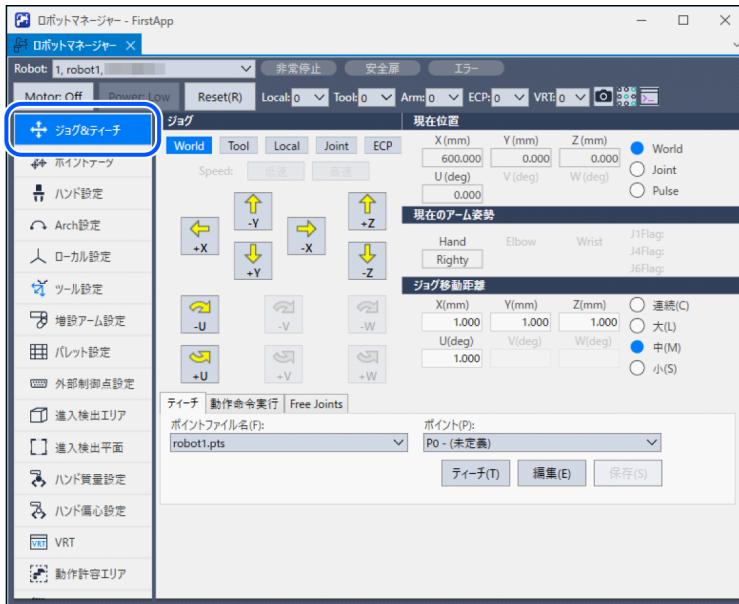 ロボットマネージャー - FirstApp
ロボットマネージャー ×
Robot: 1, robot1,
非常停止 安全扉 エラー
Motor: Off Power: Low Reset(R) Local: 0 Tool: 0 Arm: 0 ECP: 0 VRT: 0
ジョグ&ティーチ
ポイントデータ
ハンド設定
Arch設定
ローカル設定
ツール設定
増設アーム設定
パレット設定
外部制御点設定
進入検出エリア
進入検出平面
ハンド質量設定
ハンド偏心設定
VRT VRT
動作許容エリア
ジョグ
World Tool Local Joint ECP
Speed: 低速 高速
-Y +Z
+X -X
+Y -Z
-U -V -W
+U +V +W
現在位置
X (mm) Y (mm) Z (mm)
600.000 0.000 0.000
U (deg) V (deg) W (deg)
0.000
World
Joint
Pulse
現在のアーム姿勢
Hand Elbow Wrist
Righty
J1Flag:
J4Flag:
J6Flag:
ジョグ移動距離
X(mm) Y(mm) Z(mm)
1.000 1.000 1.000
U(deg) V(deg) W(deg)
1.000
連続(C)
大(L)
中(M)
小(S)
ティーチ 動作命令実行 Free Joints
ポイントファイル名(F): ポイント(P):
robot1.pts P0 - (未定義)
ティーチ(T) 編集(E) 保存(S)